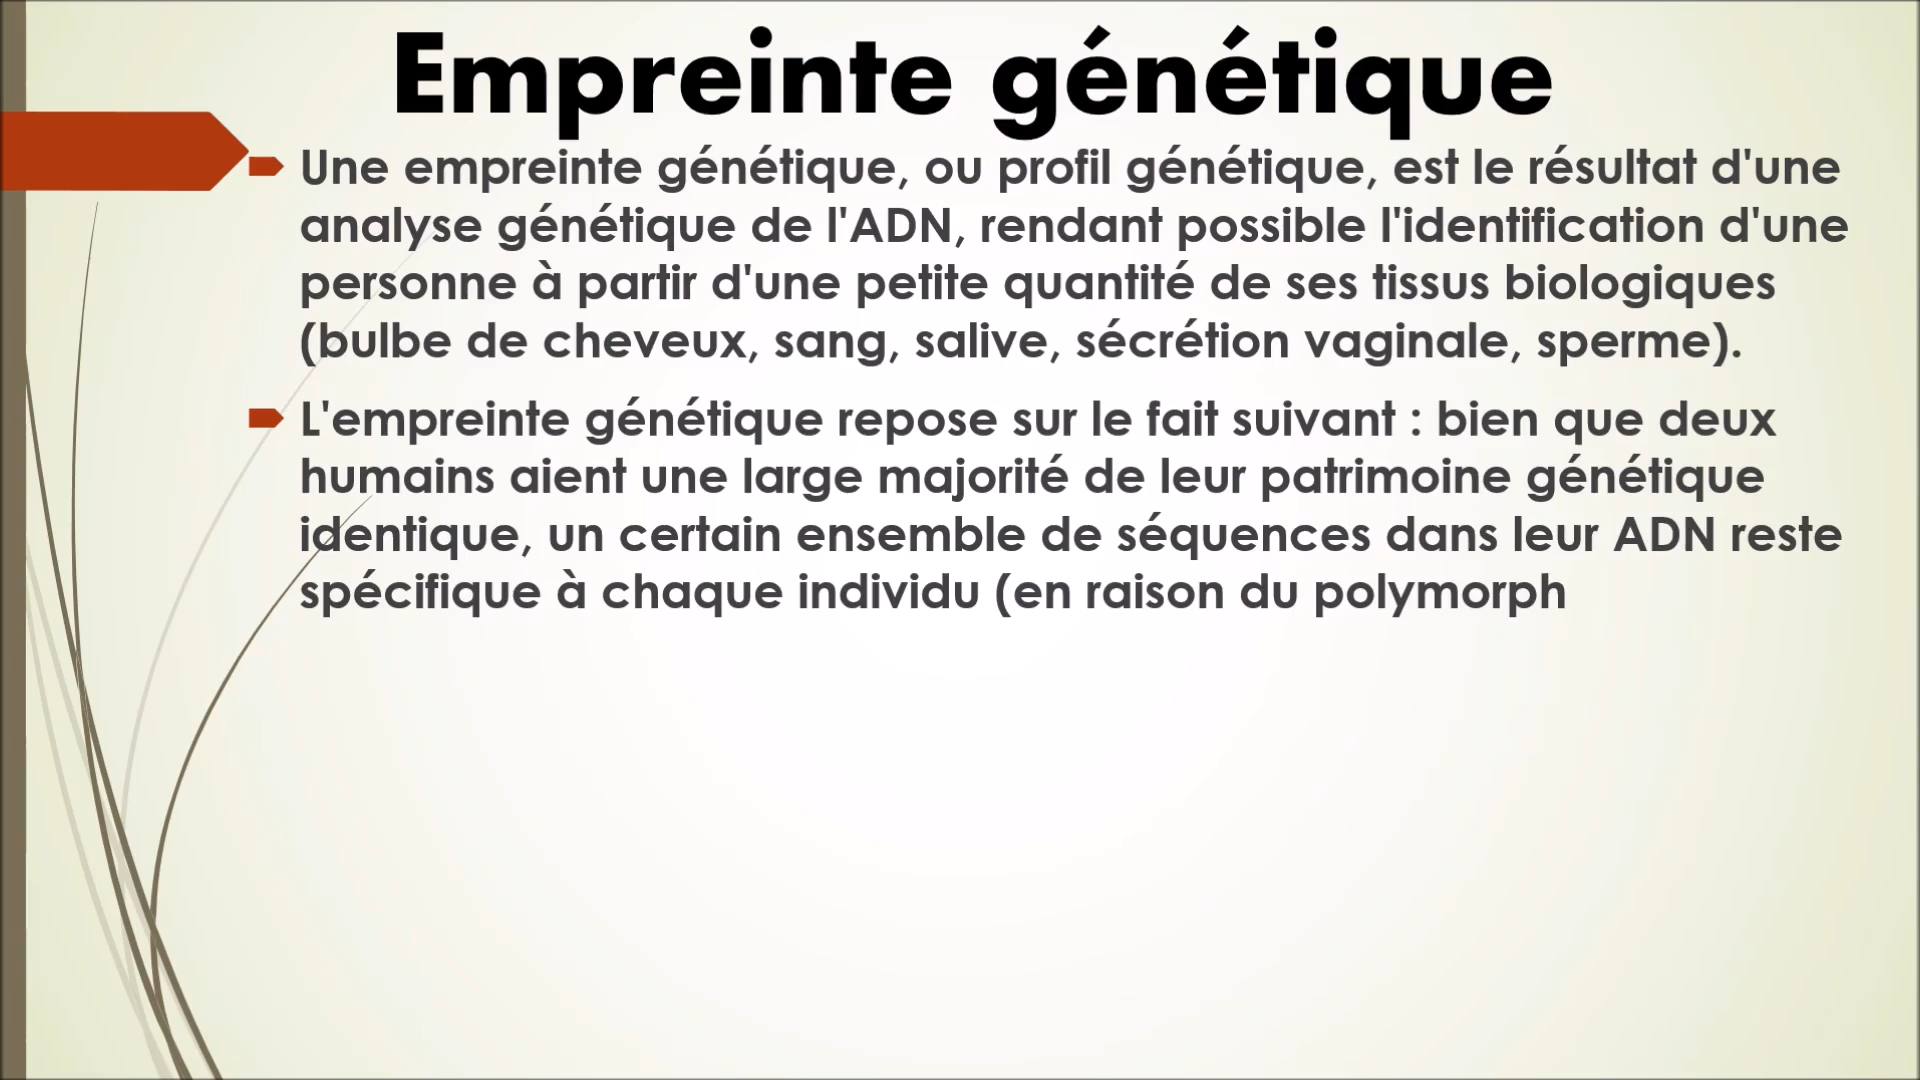 Empreinte génétique
Une empreinte génétique, ou profil génétique, est le résultat d'une
analyse génétique de l'ADN, rendant possible l'identification d'une
personne à partir d'une petite quantité de ses tissus biologiques
(bulbe de cheveux, sang, salive, sécrétion vaginale, sperme).
L'empreinte génétique repose sur le fait suivant : bien que deux
humains aient une large majorité de leur patrimoine génétique
identique, un certain ensemble de séquences dans leur ADN reste
spécifique à chaque individu (en raison du polymorph